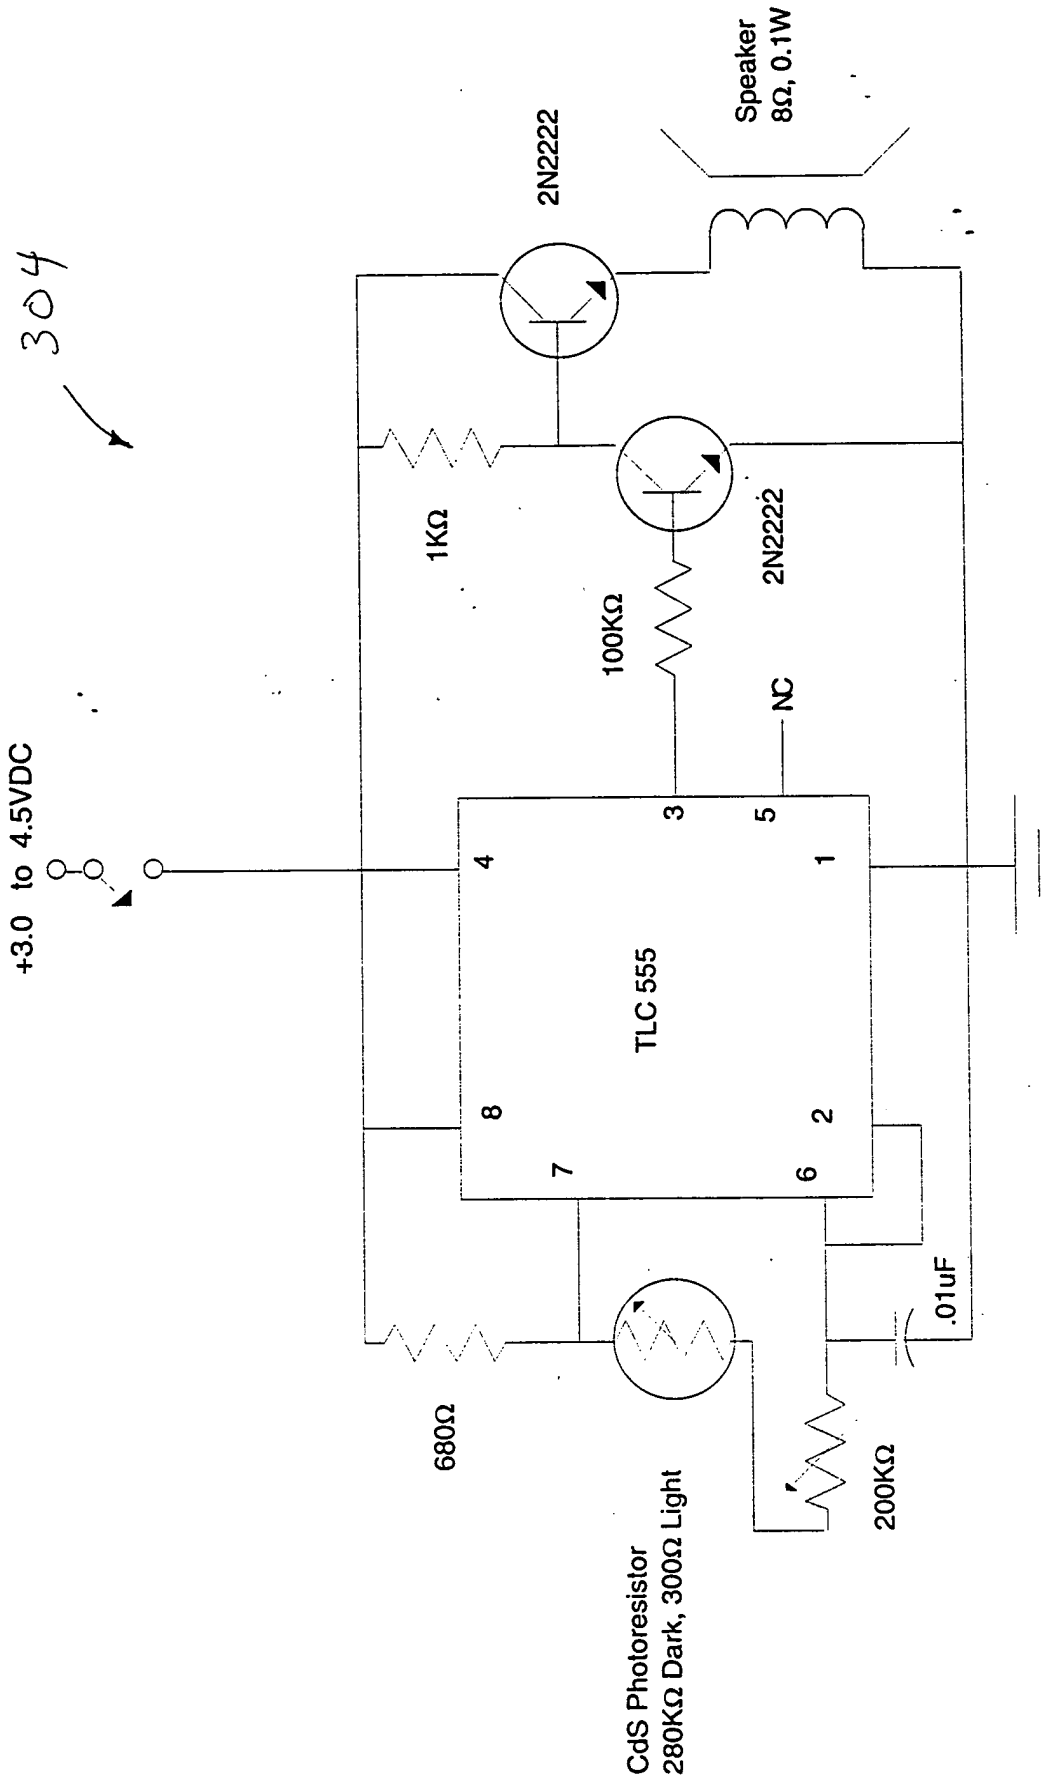 304
+3.0 to 4.5VDC
Speaker
8Ω, 0.1W
2N2222
1KΩ
2N2222
100KΩ
NC
4
3
5
1
TLC 555
8
7
6
2
680Ω
.01uF
200KΩ
CdS Photoresistor
280KΩ Dark, 300Ω Light